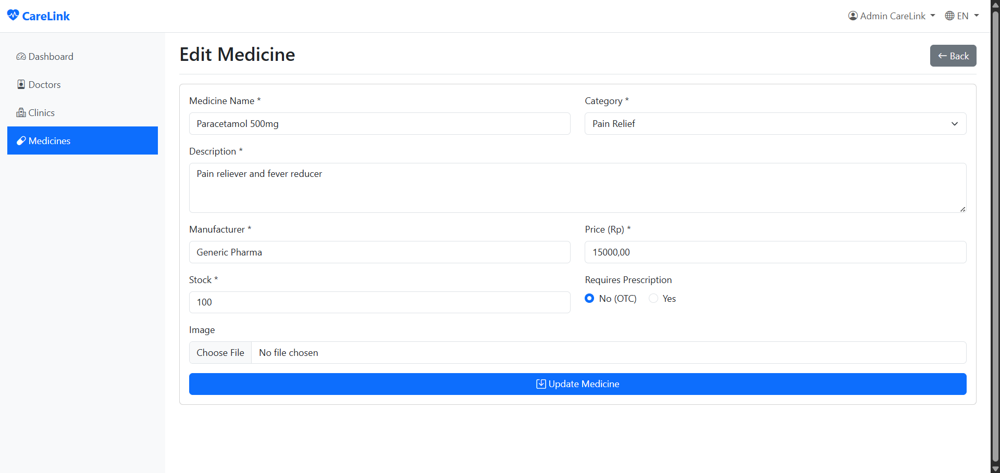 CareLink
Admin CareLink
EN
Dashboard
Doctors
Clinics
Medicines
Edit Medicine
Back
Medicine Name *
Category *
Paracetamol 500mg
Pain Relief
Description *
Pain reliever and fever reducer
Manufacturer *
Price (Rp) *
Generic Pharma
15000,00
Stock *
Requires Prescription
100
No (OTC)
Yes
Image
Choose File
No file chosen
Update Medicine